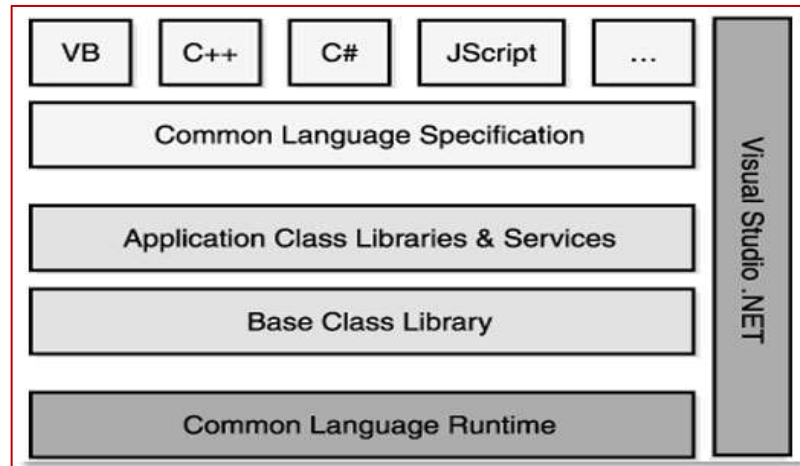 VB C++ C# JScript ...
Common Language Specification
Application Class Libraries & Services
Base Class Library
Common Language Runtime
Visual Studio .NET